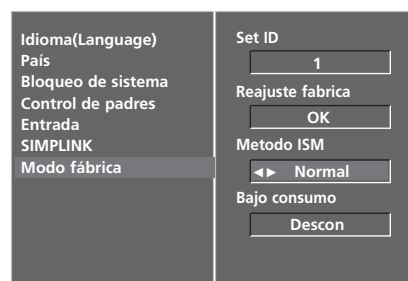 Idioma(Language)
País
Bloqueo de sistema
Control de padres
Entrada
SIMPLINK
Modo fábrica
Set ID
1
Reajuste fabrica
OK
Metodo ISM
◄► Normal
Bajo consumo
Descon